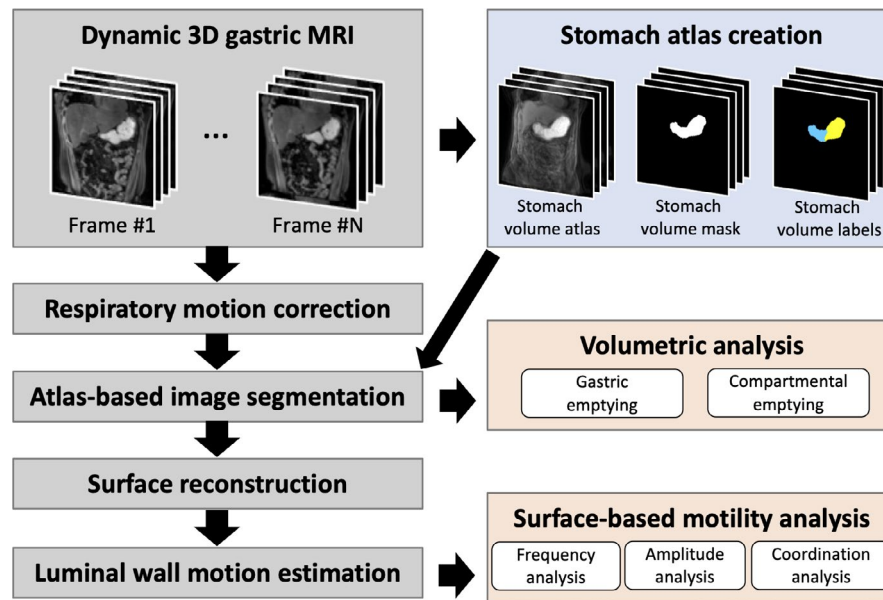 Dynamic 3D gastric MRI
...
Frame #1
Frame #N
Stomach atlas creation
Stomach
volume atlas
Stomach
volume mask
Stomach
volume labels
Respiratory motion correction
Atlas-based image segmentation
Volumetric analysis
Gastric
emptying
Compartmental
emptying
Surface reconstruction
Luminal wall motion estimation
Surface-based motility analysis
Frequency
analysis
Amplitude
analysis
Coordination
analysis